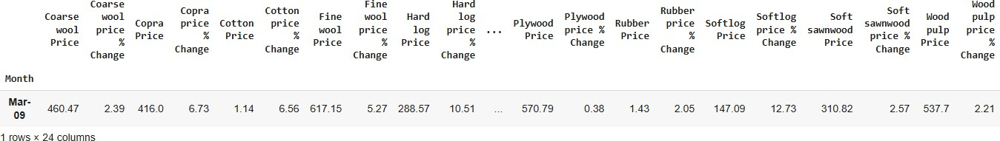 Coarse wool Price Coarse wool price % Change Copra Price Copra price % Change Cotton Price Cotton price % Change Fine wool Price Fine wool price % Change Hard log Price Hard log price % Change ... Plywood Price Plywood price % Change Rubber Price Rubber price % Change Softlog Price Softlog price % Change Soft sawnwood Price Soft sawnwood price % Change Wood pulp Price Wood pulp price % Change
Month
Mar-09 460.47 2.39 416.0 6.73 1.14 6.56 617.15 5.27 288.57 10.51 ... 570.79 0.38 1.43 2.05 147.09 12.73 310.82 2.57 537.7 2.21
1 rows × 24 columns